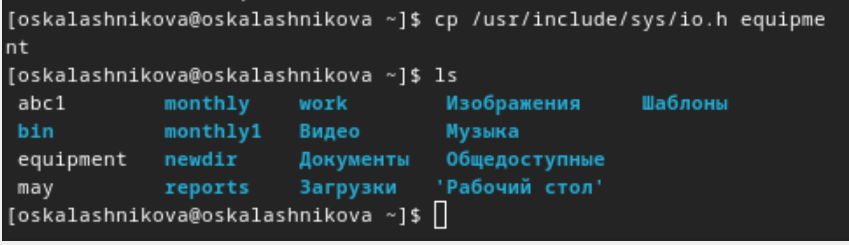 [oskalashnikova@oskalashnikova ~]$ cp /usr/include/sys/io.h equipme
nt
[oskalashnikova@oskalashnikova ~]$ ls
abc1 monthly work Изображения Шаблоны
bin monthly1 Видео Музыка
equipment newdir Документы Общедоступные
may reports Загрузки 'Рабочий стол'
[oskalashnikova@oskalashnikova ~]$